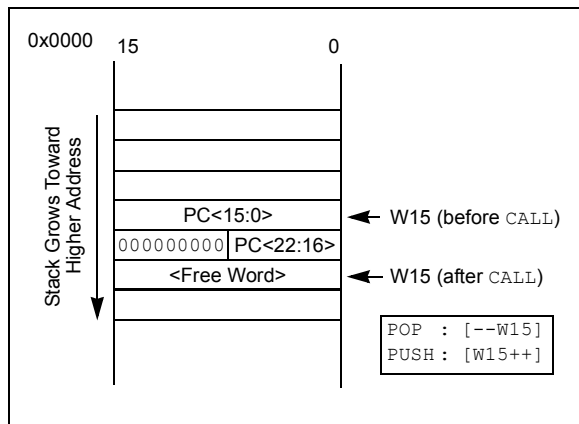 0x0000
15 0
Stack Grows Toward
Higher Address
PC<15:0>
W15 (before CALL)
000000000 PC<22:16>
<Free Word>
W15 (after CALL)
POP : [--W15]
PUSH : [W15++]